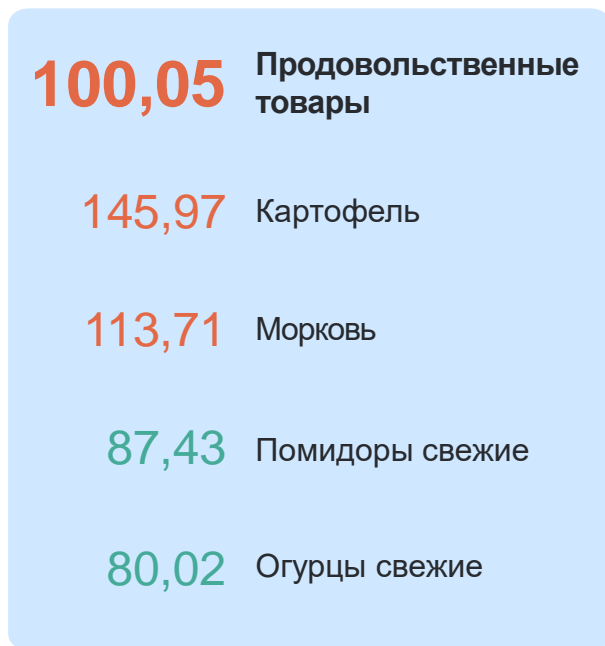 100,05 Продовольственные
товары
145,97 Картофель
113,71 Морковь
87,43 Помидоры свежие
80,02 Огурцы свежие